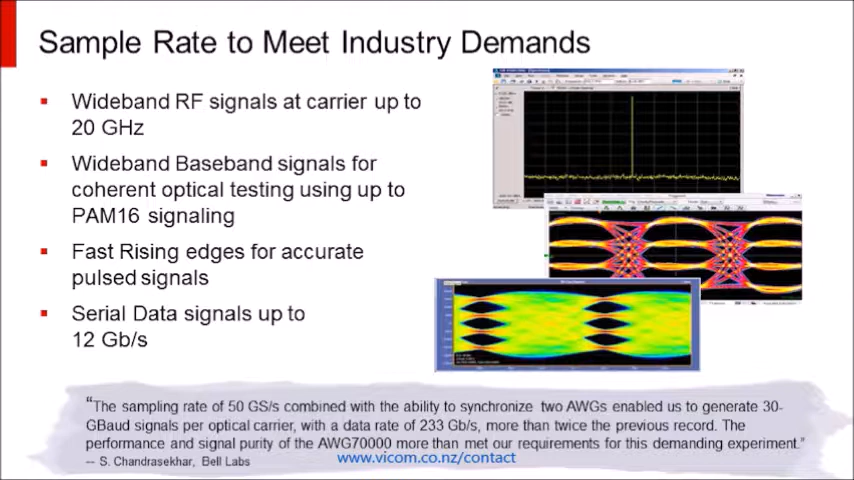 Sample Rate to Meet Industry Demands
Wideband RF signals at carrier up to
20 GHz
Wideband Baseband signals for
coherent optical testing using up to
PAM16 signaling
Fast Rising edges for accurate
pulsed signals
Serial Data signals up to
12 Gb/s
“The sampling rate of 50 GS/s combined with the ability to synchronize two AWGs enabled us to generate 30-
GBaud signals per optical carrier, with a data rate of 233 Gb/s, more than twice the previous record. The
performance and signal purity of the AWG70000 more than met our requirements for this demanding experiment.”
-- S. Chandrasekhar, Bell Labs
www.vicom.co.nz/contact